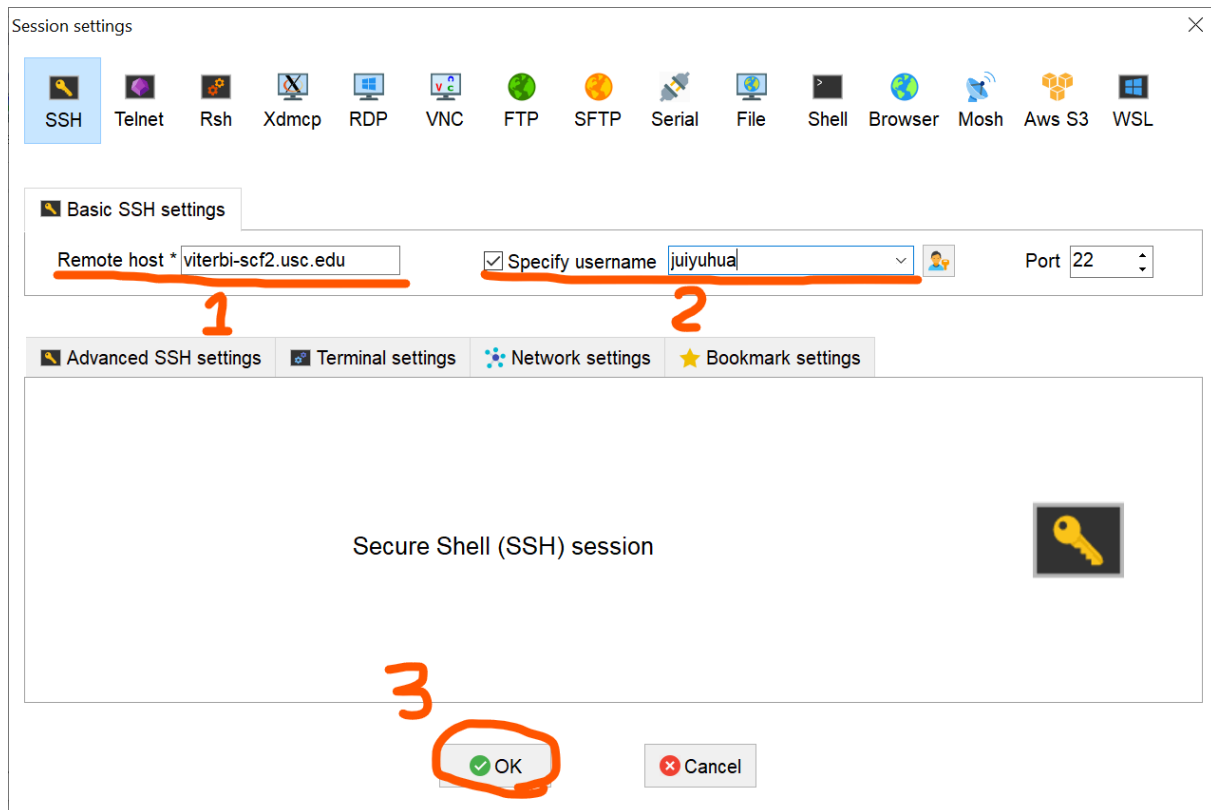 Session settings
SSH Telnet Rsh Xdmcp RDP VNC FTP SFTP Serial File Shell Browser Mosh Aws S3 WSL
Basic SSH settings
Remote host * viterbi-scf2.usc.edu Specify username juiyuhua Port 22
1 2
Advanced SSH settings Terminal settings Network settings Bookmark settings
Secure Shell (SSH) session
3
OK Cancel